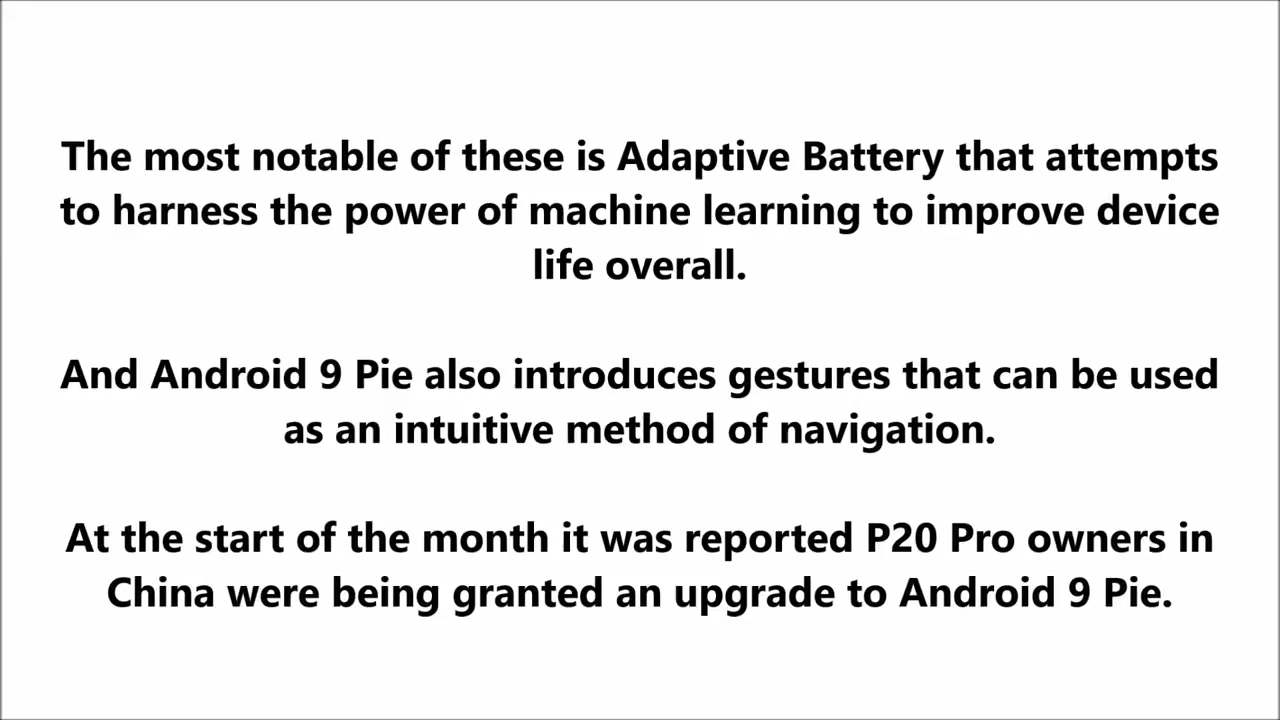 The most notable of these is Adaptive Battery that attempts
to harness the power of machine learning to improve device
life overall.
And Android 9 Pie also introduces gestures that can be used
as an intuitive method of navigation.
At the start of the month it was reported P20 Pro owners in
China were being granted an upgrade to Android 9 Pie.